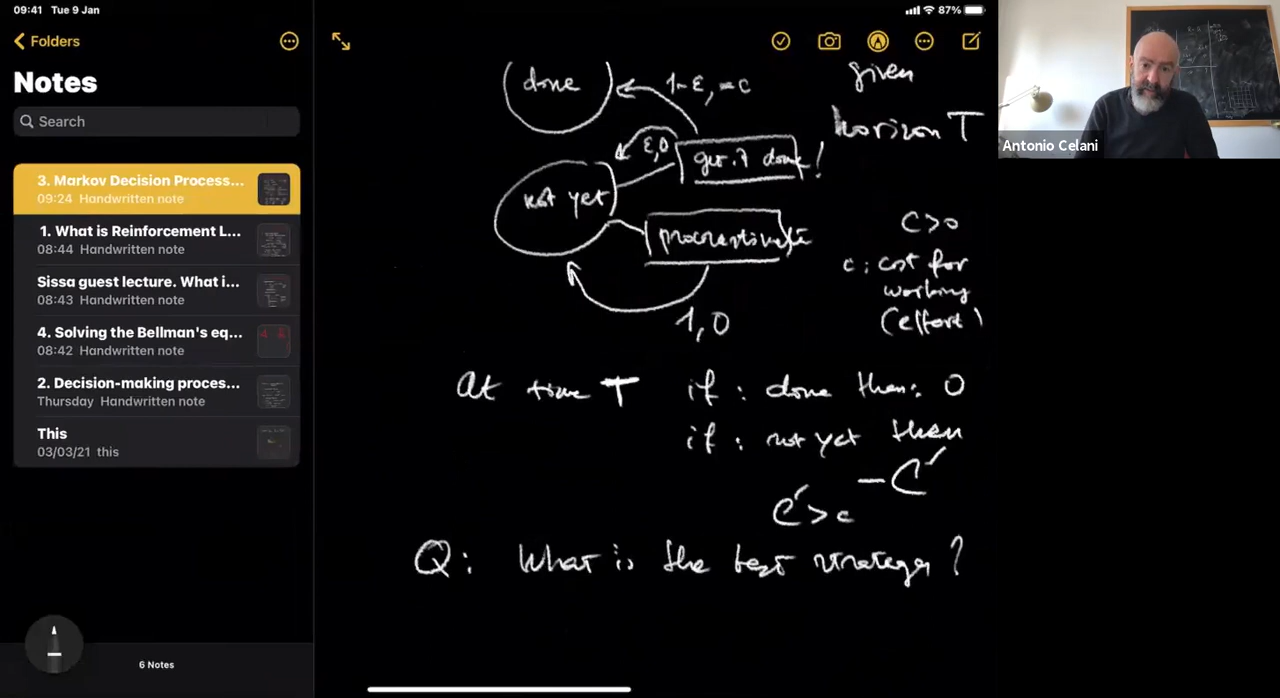 09:41 Tue 9 Jan
87%
Folders
Notes
Search
3. Markov Decision Process...
09:24 Handwritten note
1. What is Reinforcement L...
08:44 Handwritten note
Sissa guest lecture. What i...
08:43 Handwritten note
4. Solving the Bellman's eq...
08:42 Handwritten note
2. Decision-making proces...
Thursday Handwritten note
This
03/03/21 this
6 Notes
done
1-ε, -c
given
horizon T
ε,0
get it done!
not yet
procrastinate
1,0
c>0
c: cost for
working
(effort)
At time T if: done then: 0
if: not yet then
-C'
C'>c
Q: What is the best strategy?
Antonio Celani